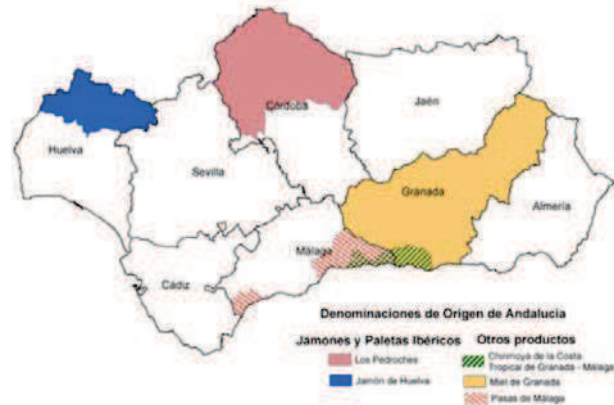 Córdoba
Jaén
Huelva
Sevilla
Granada
Almería
Málaga
Cádiz
Denominaciones de Origen de Andalucia
Jamones y Paletas Ibéricos
Los Pedroches
Jamón de Huelva
Otros productos
Chirimoya de la Costa
Tropical de Granada - Málaga
Miel de Granada
Pasas de Málaga